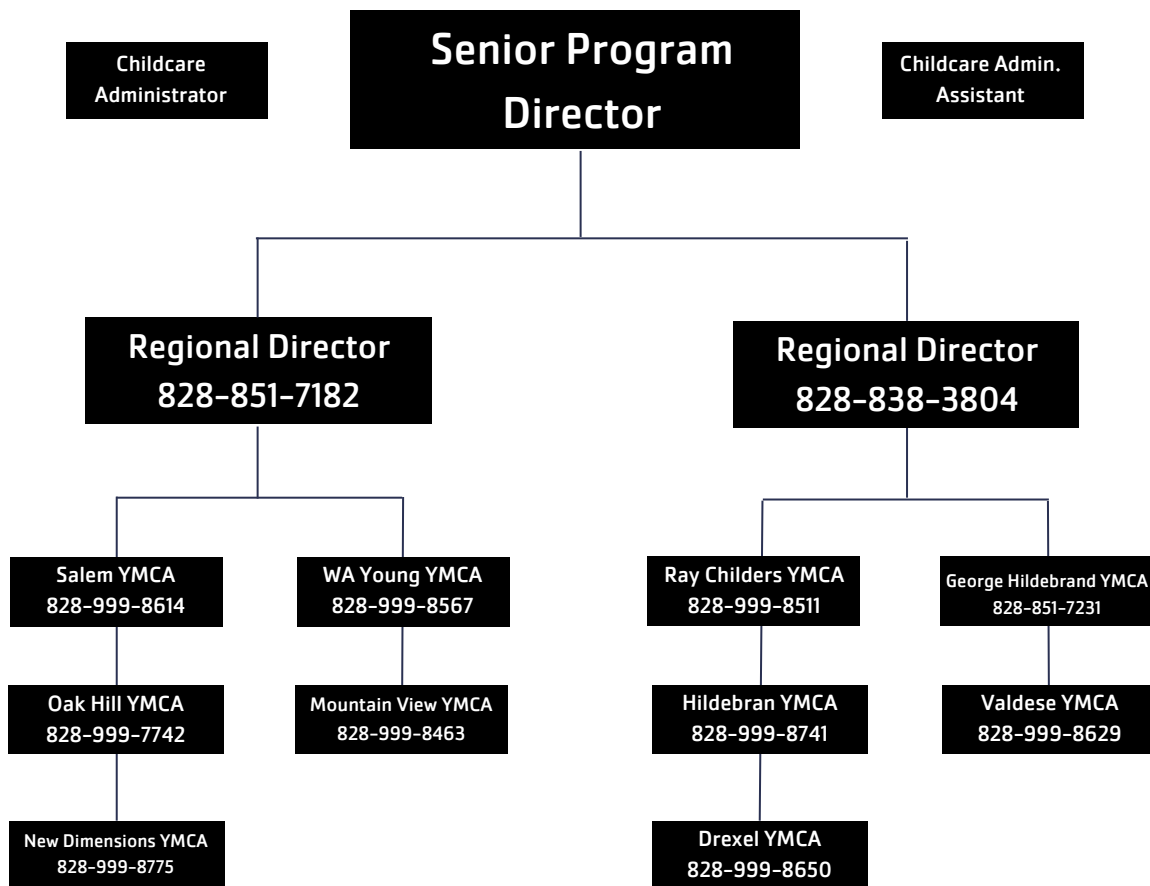 Childcare
Administrator
Senior Program
Director
Childcare Admin.
Assistant
Regional Director
828-851-7182
Regional Director
828-838-3804
Salem YMCA
828-999-8614
WA Young YMCA
828-999-8567
Ray Childers YMCA
828-999-8511
George Hildebrand YMCA
828-851-7231
Oak Hill YMCA
828-999-7742
Mountain View YMCA
828-999-8463
Hildebran YMCA
828-999-8741
Valdese YMCA
828-999-8629
New Dimensions YMCA
828-999-8775
Drexel YMCA
828-999-8650